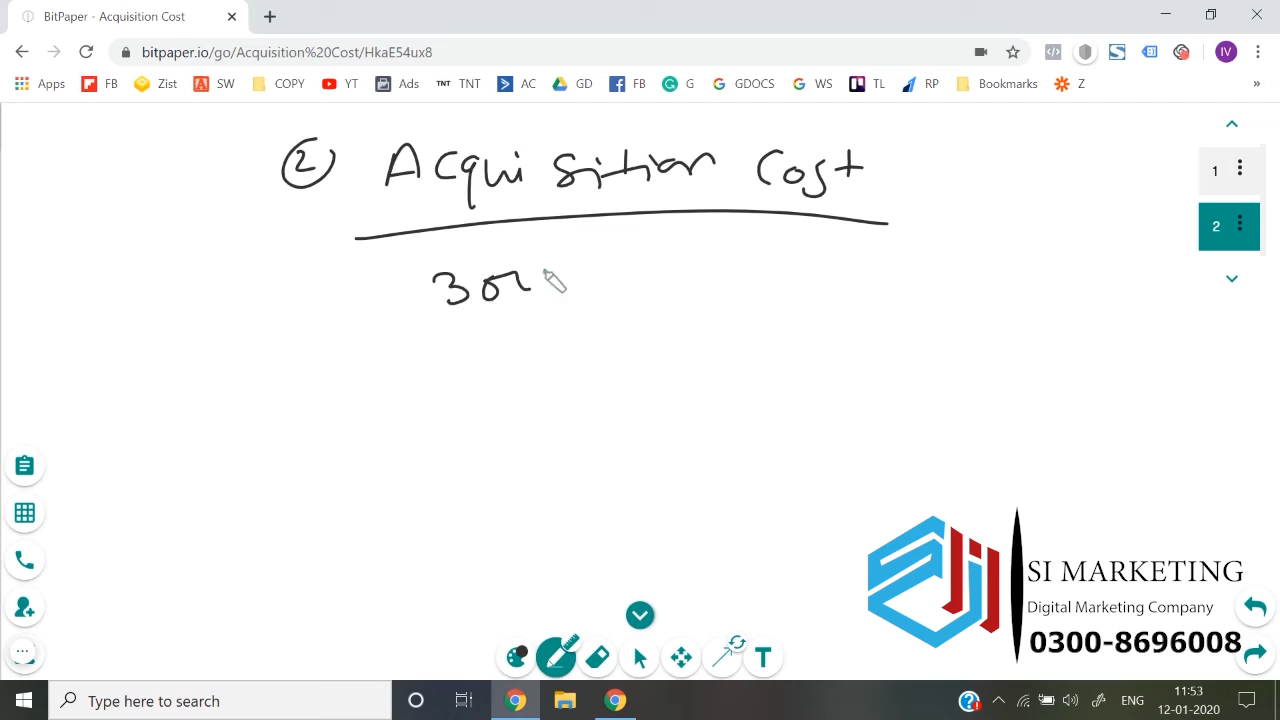 BitPaper - Acquisition Cost
bitpaper.io/go/Acquisition%20Cost/HkaE54ux8
IV
Apps FB Zist SW COPY YT Ads TNT TNT AC GD FB G GDOCS WS TL RP Bookmarks Z »
② Acquisition Cost
30
1
2
SI MARKETING
Digital Marketing Company
0300-8696008
T
Type here to search
ENG
11:53
12-01-2020